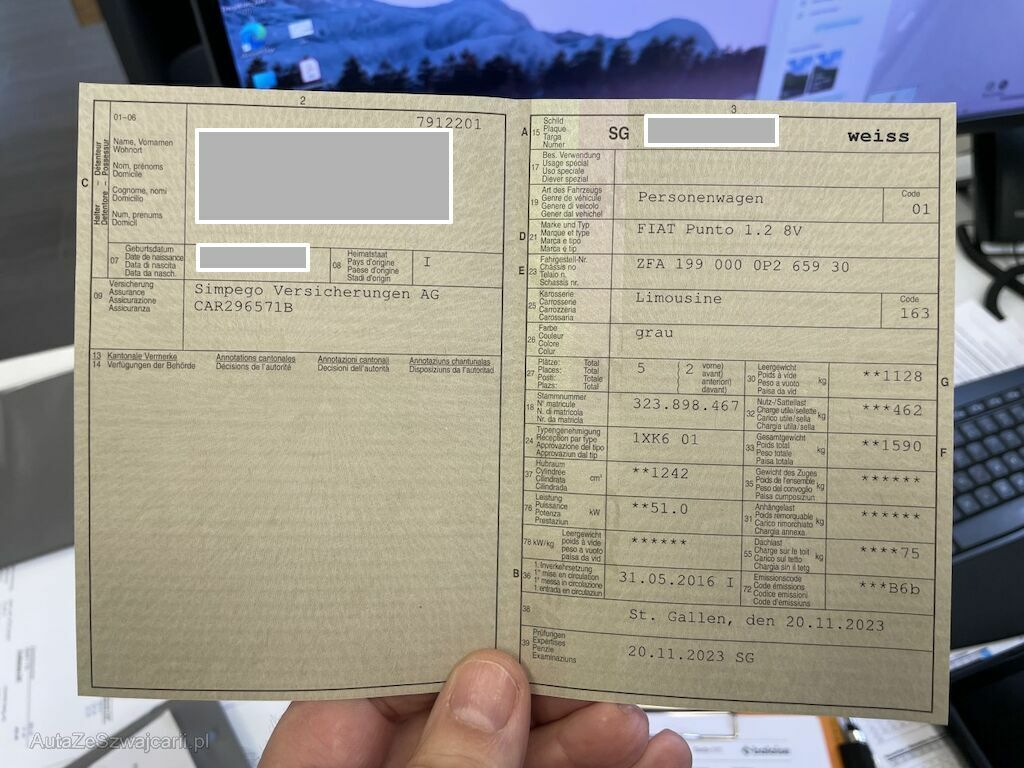 2
01–06
7912201
C
Halter – Détenteur
Detentore – Possessur
Name, Vornamen
Wohnort
Nom, prénoms
Domicile
Cognome, nomi
Domicilio
Num, prenums
Domicil
07
Geburtsdatum
Date de naissance
Data di nascita
Data da nasch.
08
Heimatstaat
Pays d'origine
Paese d'origine
Stadi d'origin
I
09
Versicherung
Assurance
Assicurazione
Assicuranza
Simpego Versicherungen AG
CAR296571B
13 Kantonale Vermerke Annotations cantonales Annotazioni cantonali Annotaziuns chantunalas
14 Verfügungen der Behörde Décisions de l'autorité Decisioni dell'autorità Disposiziuns da l'autoritad
3
A
15
Schild
Plaque
Targa
Numer
SG
weiss
17
Bes. Verwendung
Usage spécial
Uso speciale
Diever spezial
19
Art des Fahrzeugs
Genre de véhicule
Genere di veicolo
Gener dal vehichel
Personenwagen
Code
01
D
21
Marke und Typ
Marque et type
Marca e tipo
Marca e tip
FIAT Punto 1.2 8V
E
23
Fahrgestell-Nr.
Châssis no
Telaio n.
Schassis nr.
ZFA 199 000 0P2 659 30
25
Karosserie
Carrosserie
Carrozzeria
Carossaria
Limousine
Code
163
26
Farbe
Couleur
Colore
Colur
grau
27
Plätze: Total
Places: Total
Posti: Totale
Plazs: Total
5
( 2
vorne)
avant)
anteriori)
davant)
30
Leergewicht
Poids à vide
Peso a vuoto
Paisa da vid
kg
**1128
G
18
Stammnummer
N° matricule
N. di matricola
Nr. da matricla
323.898.467
32
Nutz-/Sattellast
Charge utile/sellette
Carico utile/sella
Chargia utila/sella
kg
***462
24
Typengenehmigung
Réception par type
Approvazione del tipo
Approvaziun dal tip
1XK6 01
33
Gesamtgewicht
Poids total
Peso totale
Paisa totala
kg
**1590
F
37
Hubraum
Cylindrée
Cilindrata
Cilindrada
cm³
**1242
35
Gewicht des Zuges
Poids de l'ensemble
Peso del convoglio
Paisa cumposiziun
kg
******
76
Leistung
Puissance
Potenza
Prestaziun
kW
**51.0
31
Anhängelast
Poids remorquable
Carico rimorchiato
Chargia annexa
kg
******
78 kW/kg
Leergewicht
poids à vide
peso a vuoto
paisa da vid
******
55
Dachlast
Charge sur le toit
Carico sul tetto
Chargia sin il tetg
kg
****75
B
36
1. Inverkehrsetzung
1re mise en circulation
1a messa in circolazione
1. entrada en circulaziun
31.05.2016 I
72
Emissionscode
Code émissions
Codice emissioni
Code d'emissiuns
***B6b
38
St. Gallen, den 20.11.2023
39
Prüfungen
Expertises
Perizie
Examinaziuns
20.11.2023 SG
AutaZeSzwajcarii.pl